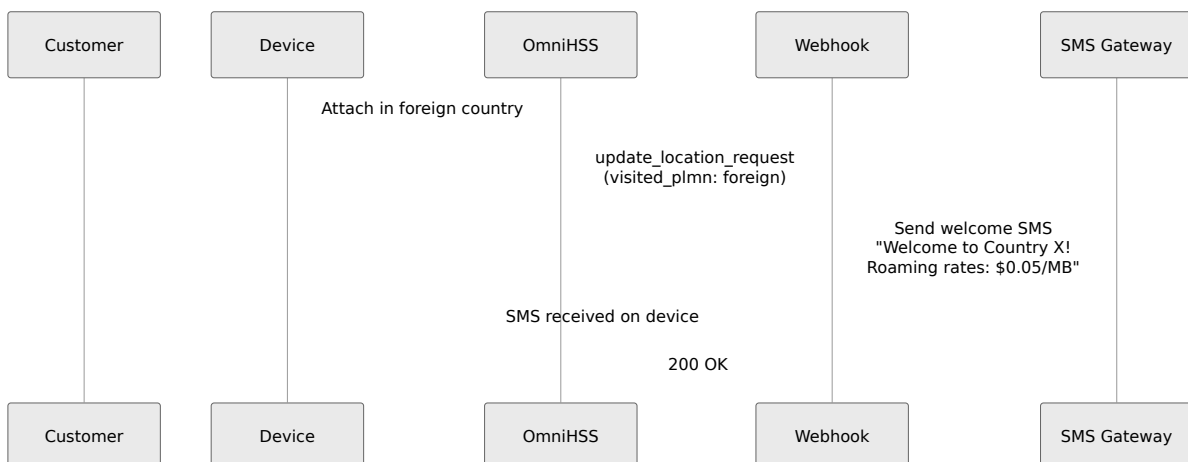 Customer
Device
OmniHSS
Webhook
SMS Gateway
Attach in foreign country
update_location_request
(visited_plmn: foreign)
Send welcome SMS
"Welcome to Country X!
Roaming rates: $0.05/MB"
SMS received on device
200 OK
Customer
Device
OmniHSS
Webhook
SMS Gateway